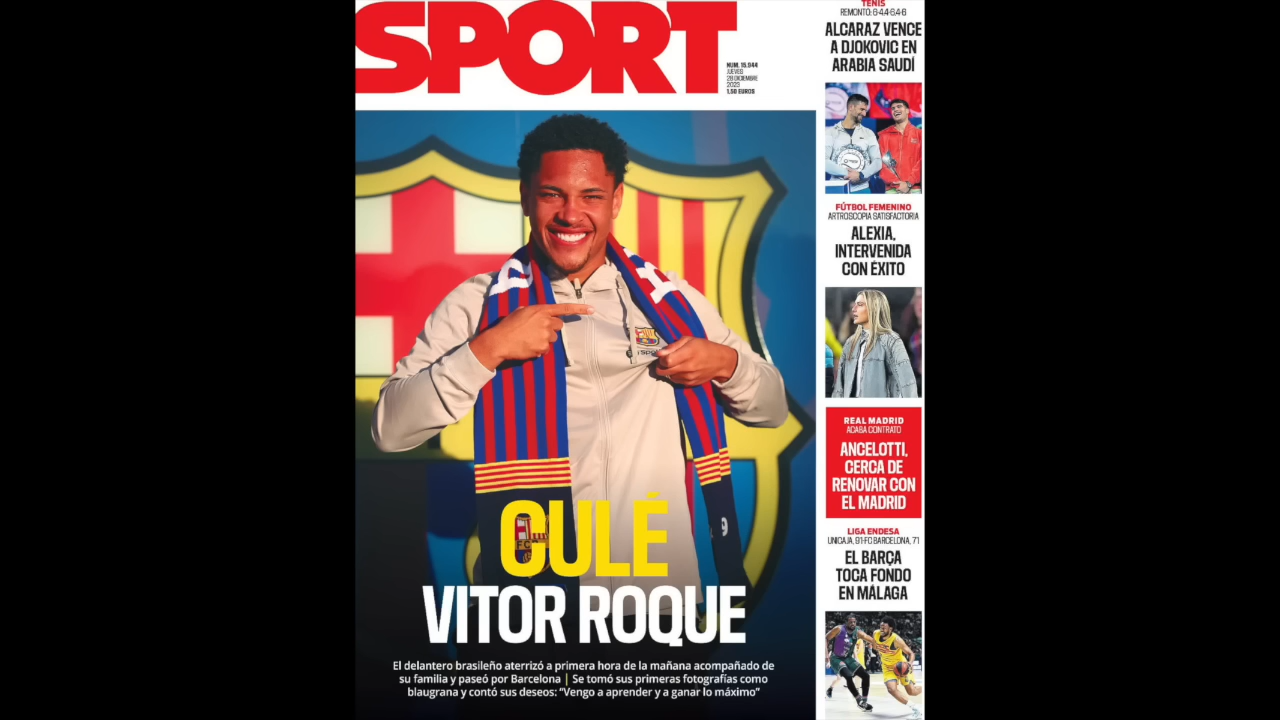 SPORT
NUM. 15.944
JUEVES
28 DICIEMBRE
2023
1,50 EUROS
CULÉ
VITOR ROQUE
El delantero brasileño aterrizó a primera hora de la mañana acompañado de
su familia y paseó por Barcelona | Se tomó sus primeras fotografías como
blaugrana y contó sus deseos: “Vengo a aprender y a ganar lo máximo”
TENIS
REMONTÓ: 6-4,4-6,4-6
ALCARAZ VENCE
A DJOKOVIC EN
ARABIA SAUDÍ
FÚTBOL FEMENINO
ARTROSCOPIA SATISFACTORIA
ALEXIA,
INTERVENIDA
CON ÉXITO
REAL MADRID
ACABA CONTRATO
ANCELOTTI,
CERCA DE
RENOVAR CON
EL MADRID
LIGA ENDESA
UNICAJA, 91-FC BARCELONA, 71
EL BARÇA
TOCA FONDO
EN MÁLAGA
9
FCB